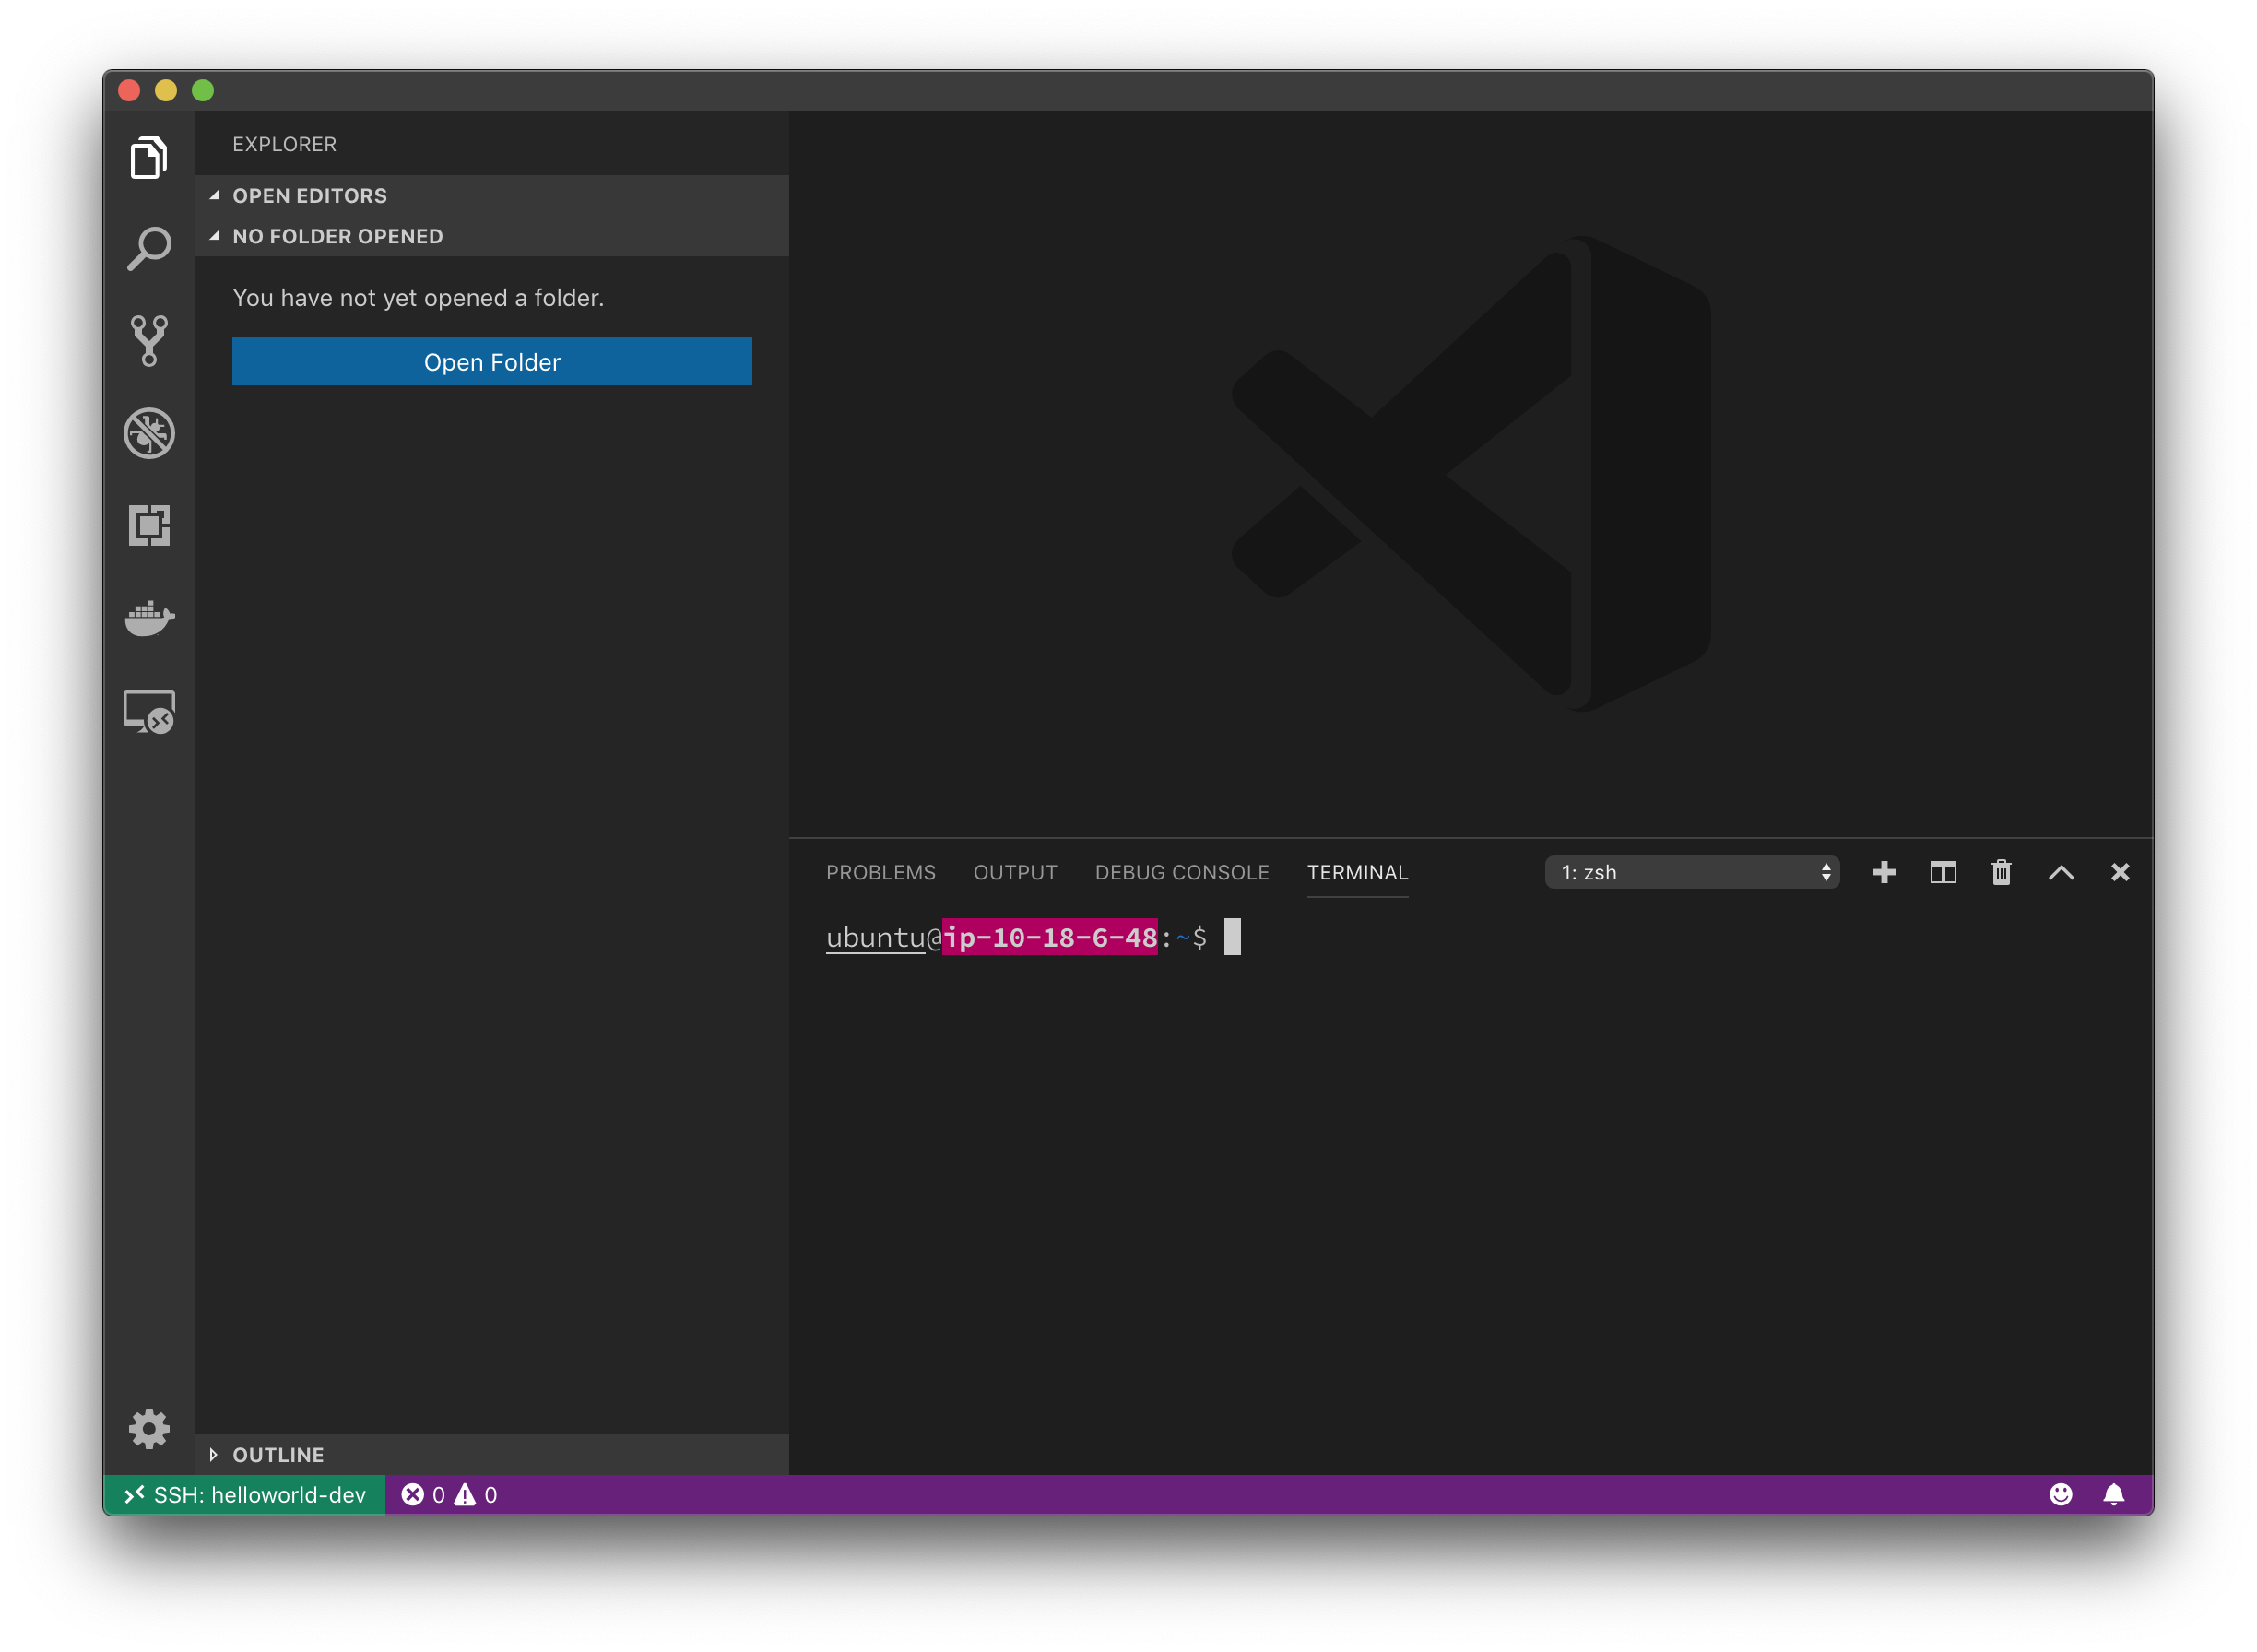 EXPLORER
OPEN EDITORS
NO FOLDER OPENED
You have not yet opened a folder.
Open Folder
OUTLINE
PROBLEMS OUTPUT DEBUG CONSOLE TERMINAL 1: zsh
ubuntu@ip-10-18-6-48:~$
SSH: helloworld-dev 0 0